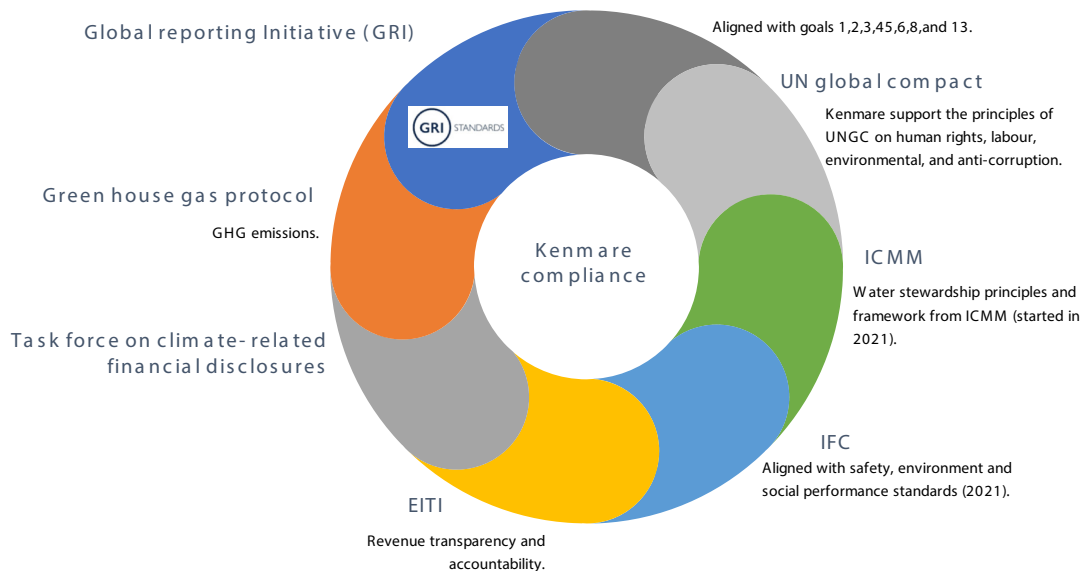 Global reporting Initiative (GRI)
GRI STANDARDS
Aligned with goals 1,2,3,45,6,8,and 13.
UN global compact
Kenmare support the principles of
UNGC on human rights, labour,
environmental, and anti-corruption.
Green house gas protocol
GHG emissions.
Kenmare
compliance
ICMM
Water stewardship principles and
framework from ICMM (started in
2021).
Task force on climate-related
financial disclosures
IFC
Aligned with safety, environment and
social performance standards (2021).
EITI
Revenue transparency and
accountability.